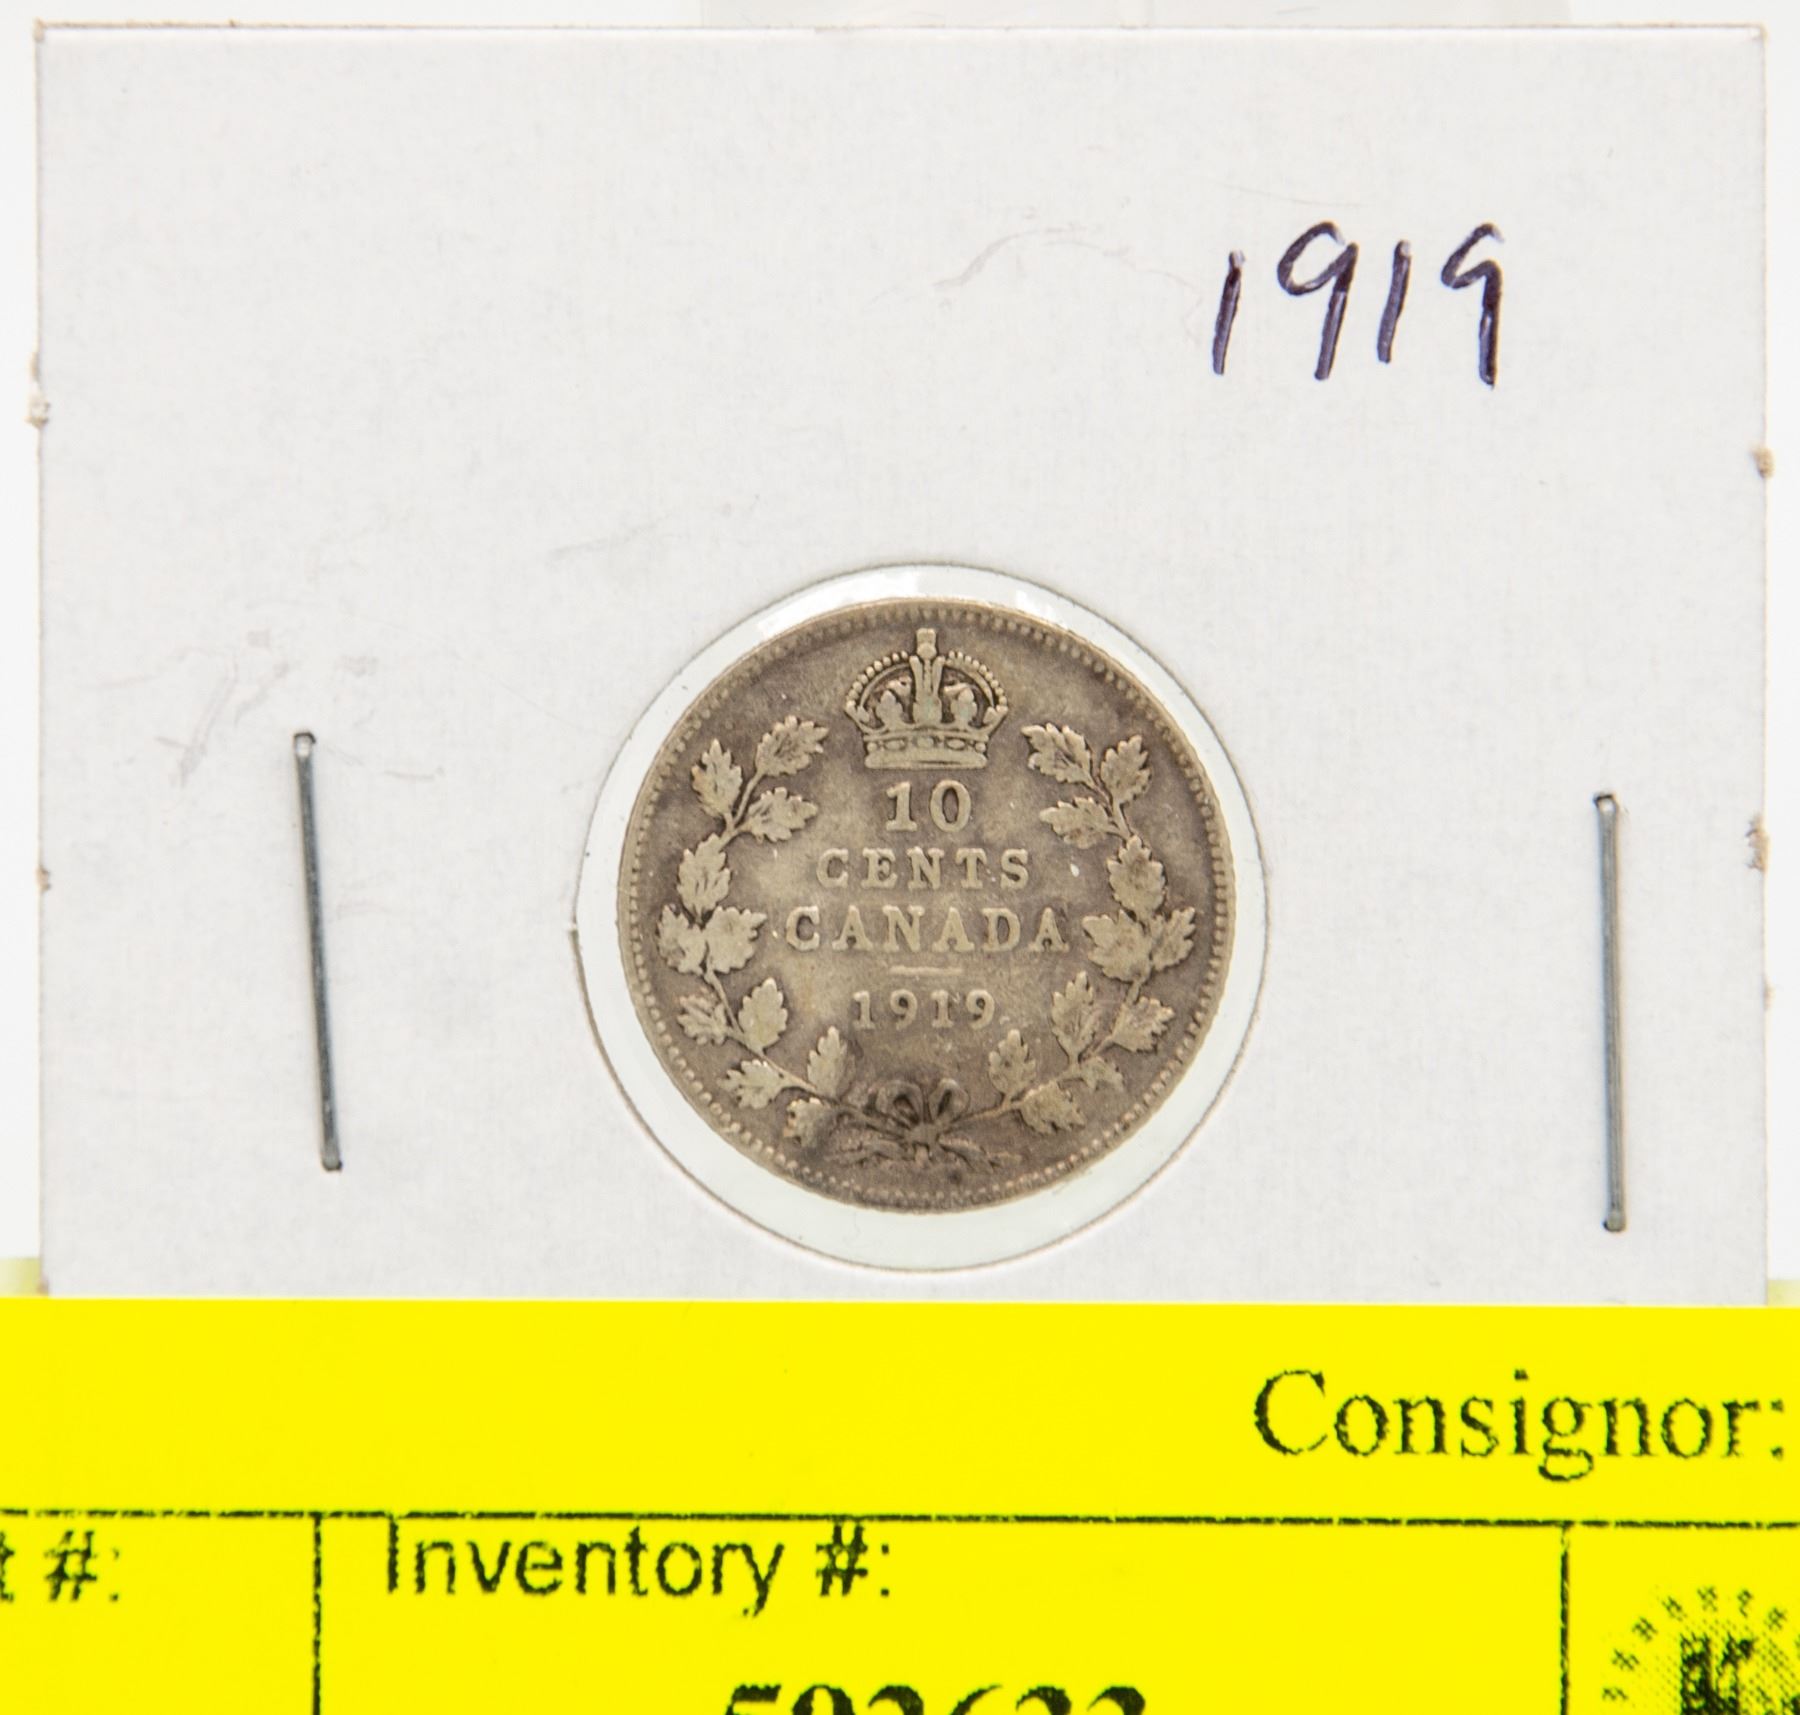 1919
10
CENTS
CANADA
1919
Consignor:
#:
Inventory #: